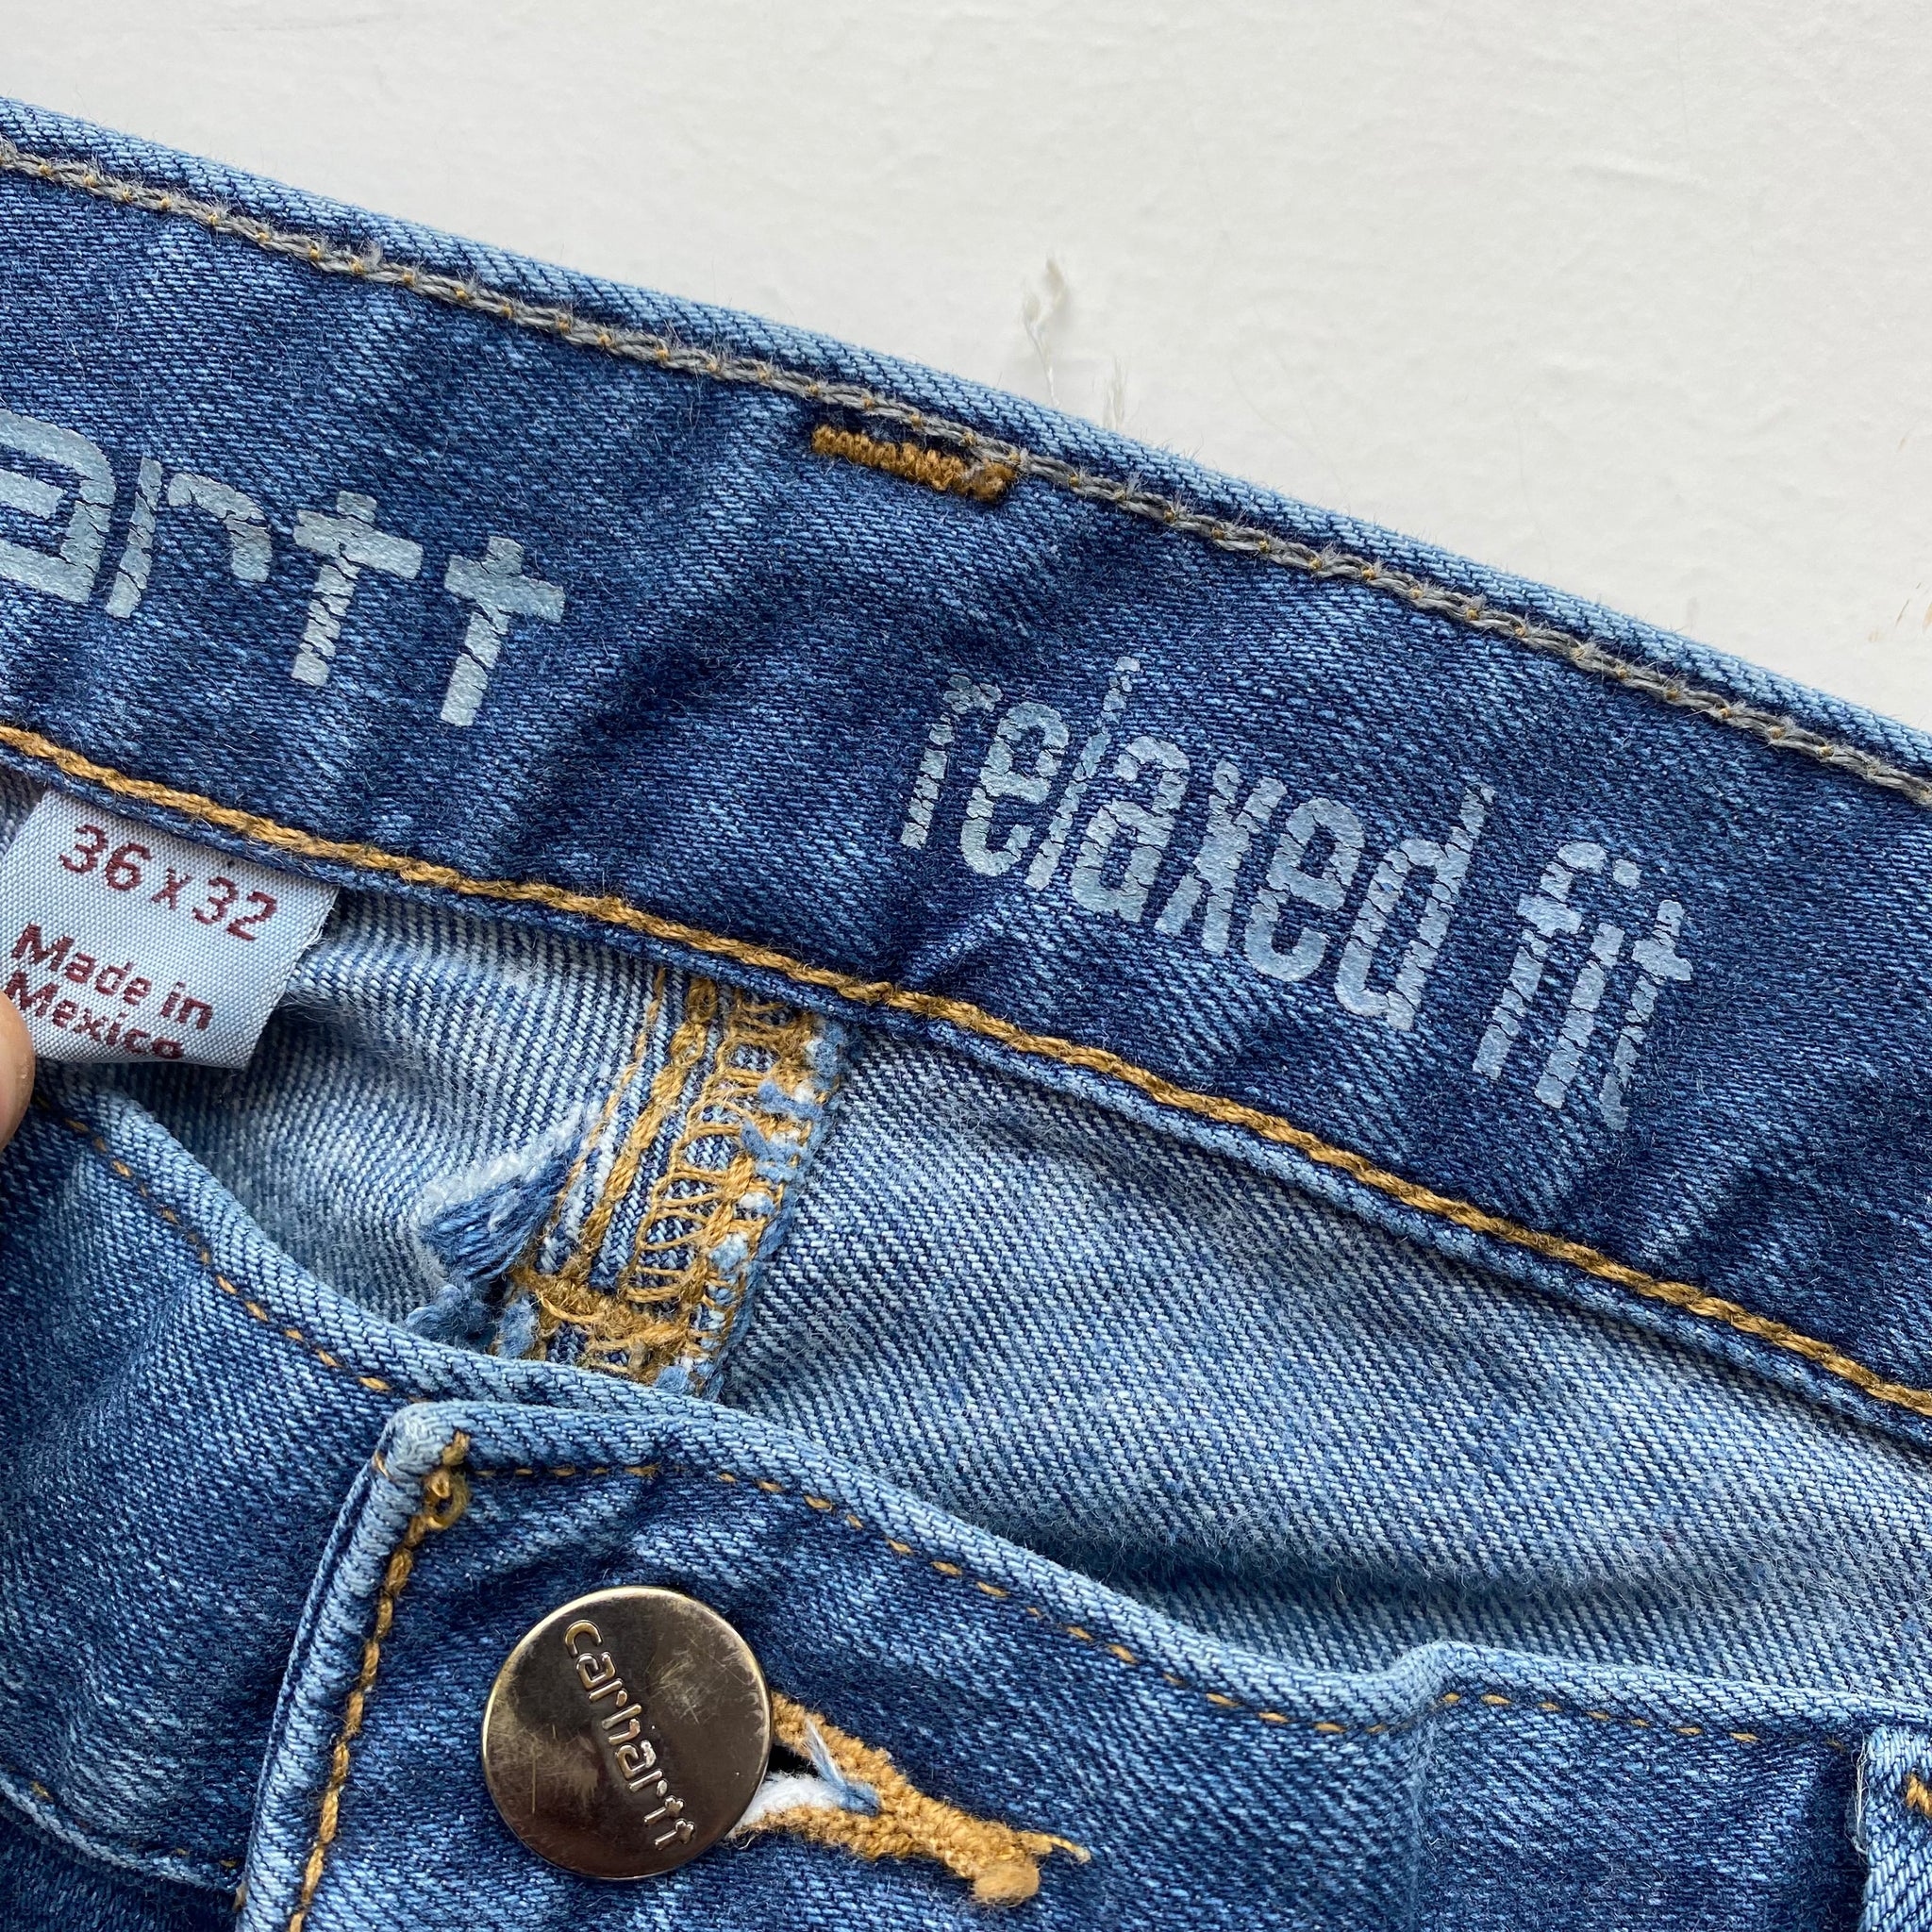 artt
relaxed fit
36 x 32
Made in
Mexico
carhartt